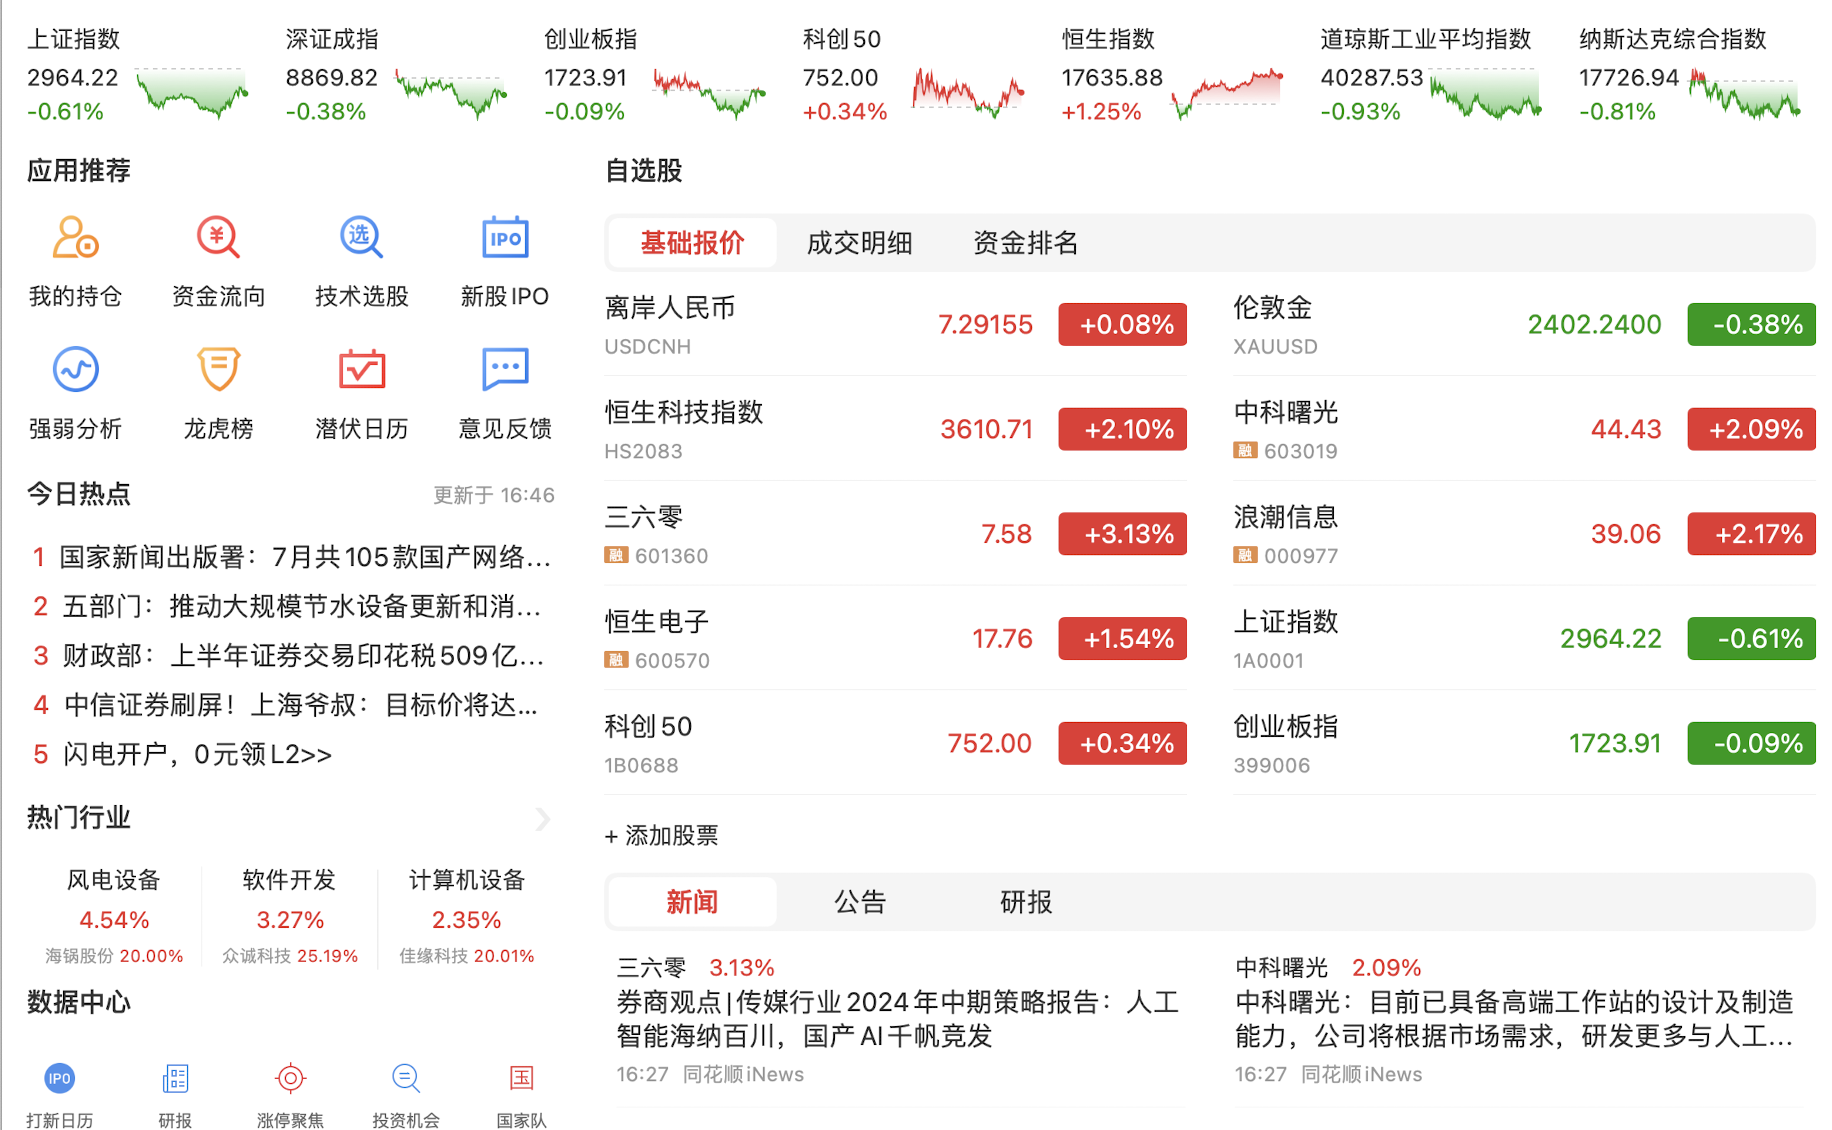 上证指数
2964.22
-0.61%
深证成指
8869.82
-0.38%
创业板指
1723.91
-0.09%
科创50
752.00
+0.34%
恒生指数
17635.88
+1.25%
道琼斯工业平均指数
40287.53
-0.93%
纳斯达克综合指数
17726.94
-0.81%
应用推荐
我的持仓
¥
资金流向
选
技术选股
IPO
新股IPO
强弱分析
龙虎榜
潜伏日历
意见反馈
今日热点
更新于 16:46
1 国家新闻出版署：7月共105款国产网络...
2 五部门：推动大规模节水设备更新和消...
3 财政部：上半年证券交易印花税509亿...
4 中信证券刷屏！上海爷叔：目标价将达...
5 闪电开户，0元领L2>>
热门行业
风电设备
4.54%
海锅股份 20.00%
软件开发
3.27%
众诚科技 25.19%
计算机设备
2.35%
佳缘科技 20.01%
数据中心
IPO
打新日历
研报
涨停聚焦
投资机会
国
国家队
自选股
基础报价 成交明细 资金排名
离岸人民币
USDCNH
7.29155
+0.08%
伦敦金
XAUUSD
2402.2400
-0.38%
恒生科技指数
HS2083
3610.71
+2.10%
中科曙光
融 603019
44.43
+2.09%
三六零
融 601360
7.58
+3.13%
浪潮信息
融 000977
39.06
+2.17%
恒生电子
融 600570
17.76
+1.54%
上证指数
1A0001
2964.22
-0.61%
科创50
1B0688
752.00
+0.34%
创业板指
399006
1723.91
-0.09%
+ 添加股票
新闻 公告 研报
三六零 3.13%
券商观点|传媒行业2024年中期策略报告：人工
智能海纳百川，国产AI千帆竞发
16:27 同花顺iNews
中科曙光 2.09%
中科曙光：目前已具备高端工作站的设计及制造
能力，公司将根据市场需求，研发更多与人工...
16:27 同花顺iNews